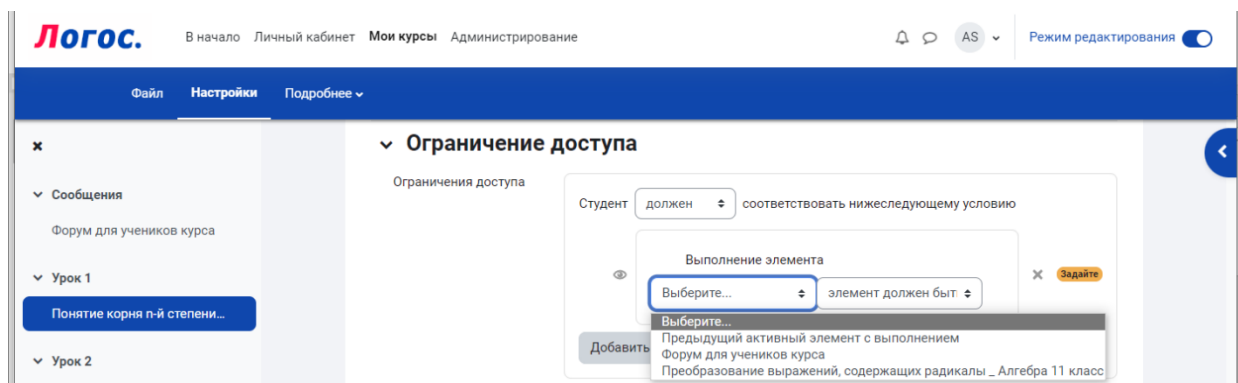 Логос. В начало Личный кабинет Мои курсы Администрирование AS Режим редактирования
Файл Настройки Подробнее
Ограничение доступа
Ограничения доступа
Сообщения
Студент должен соответствовать нижеследующему условию
Форум для учеников курса
Выполнение элемента
Урок 1
Задайте
Выберите... элемент должен быт
Понятие корня n-й степени...
Выберите...
Предыдущий активный элемент с выполнением
Добавить
Форум для учеников курса
Урок 2
Преобразование выражений, содержащих радикалы _ Алгебра 11 класс